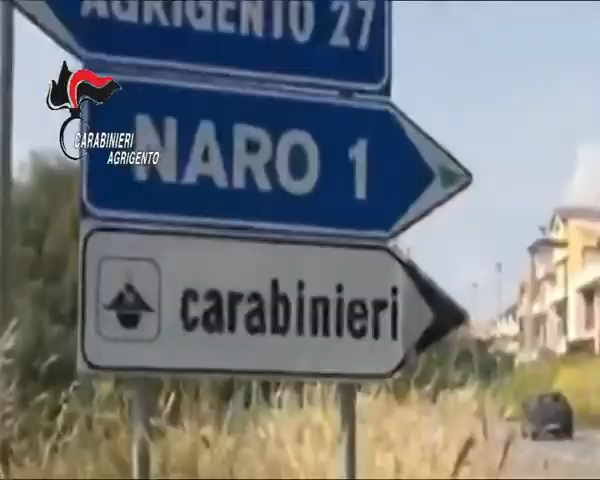 AGRIGENTO 27
CARABINIERI
AGRIGENTO
NARO 1
carabinieri